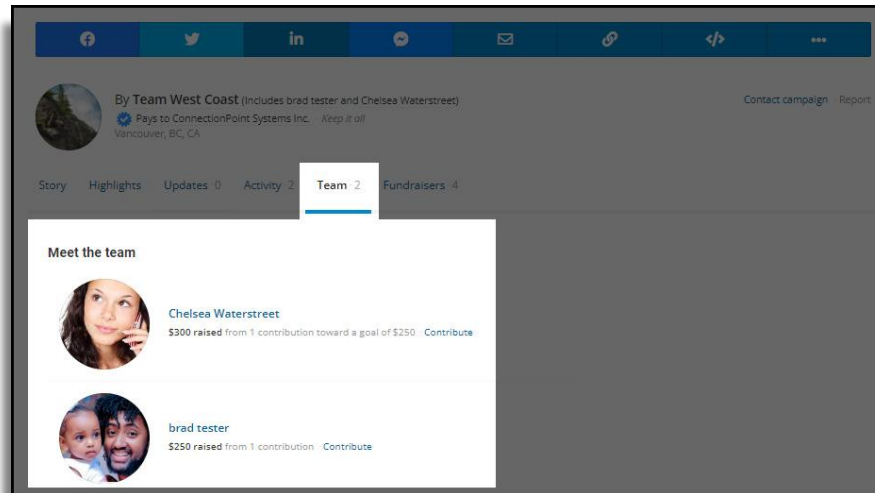 in
</>
By Team West Coast (Includes brad tester and Chelsea Waterstreet)
Contact campaign · Report
Pays to ConnectionPoint Systems Inc. · Keep it all
Vancouver, BC, CA
Story Highlights Updates · 0 Activity · 2 Team · 2 Fundraisers · 4
Meet the team
Chelsea Waterstreet
$300 raised from 1 contribution toward a goal of $250 · Contribute
brad tester
$250 raised from 1 contribution · Contribute